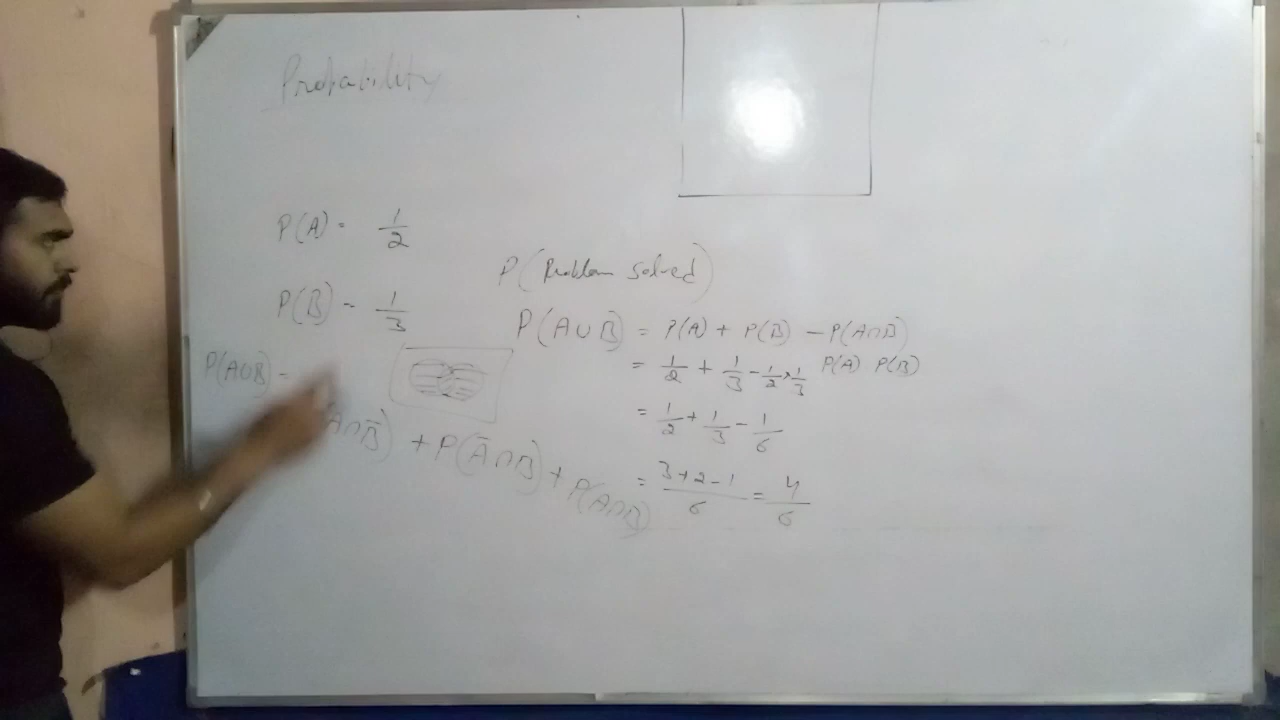 Probability
P(A) = 1/2
P(B) = 1/3
P(Problem solved)
P(A∪B) = P(A) + P(B) - P(A∩B)
= 1/2 + 1/3 - 1/2 × 1/3 P(A) P(B)
= 1/2 + 1/3 - 1/6
= 3+2-1/6 = 4/6
P(A∪B) =
A∩B̄) + P(Ā∩B) + P(A∩B)